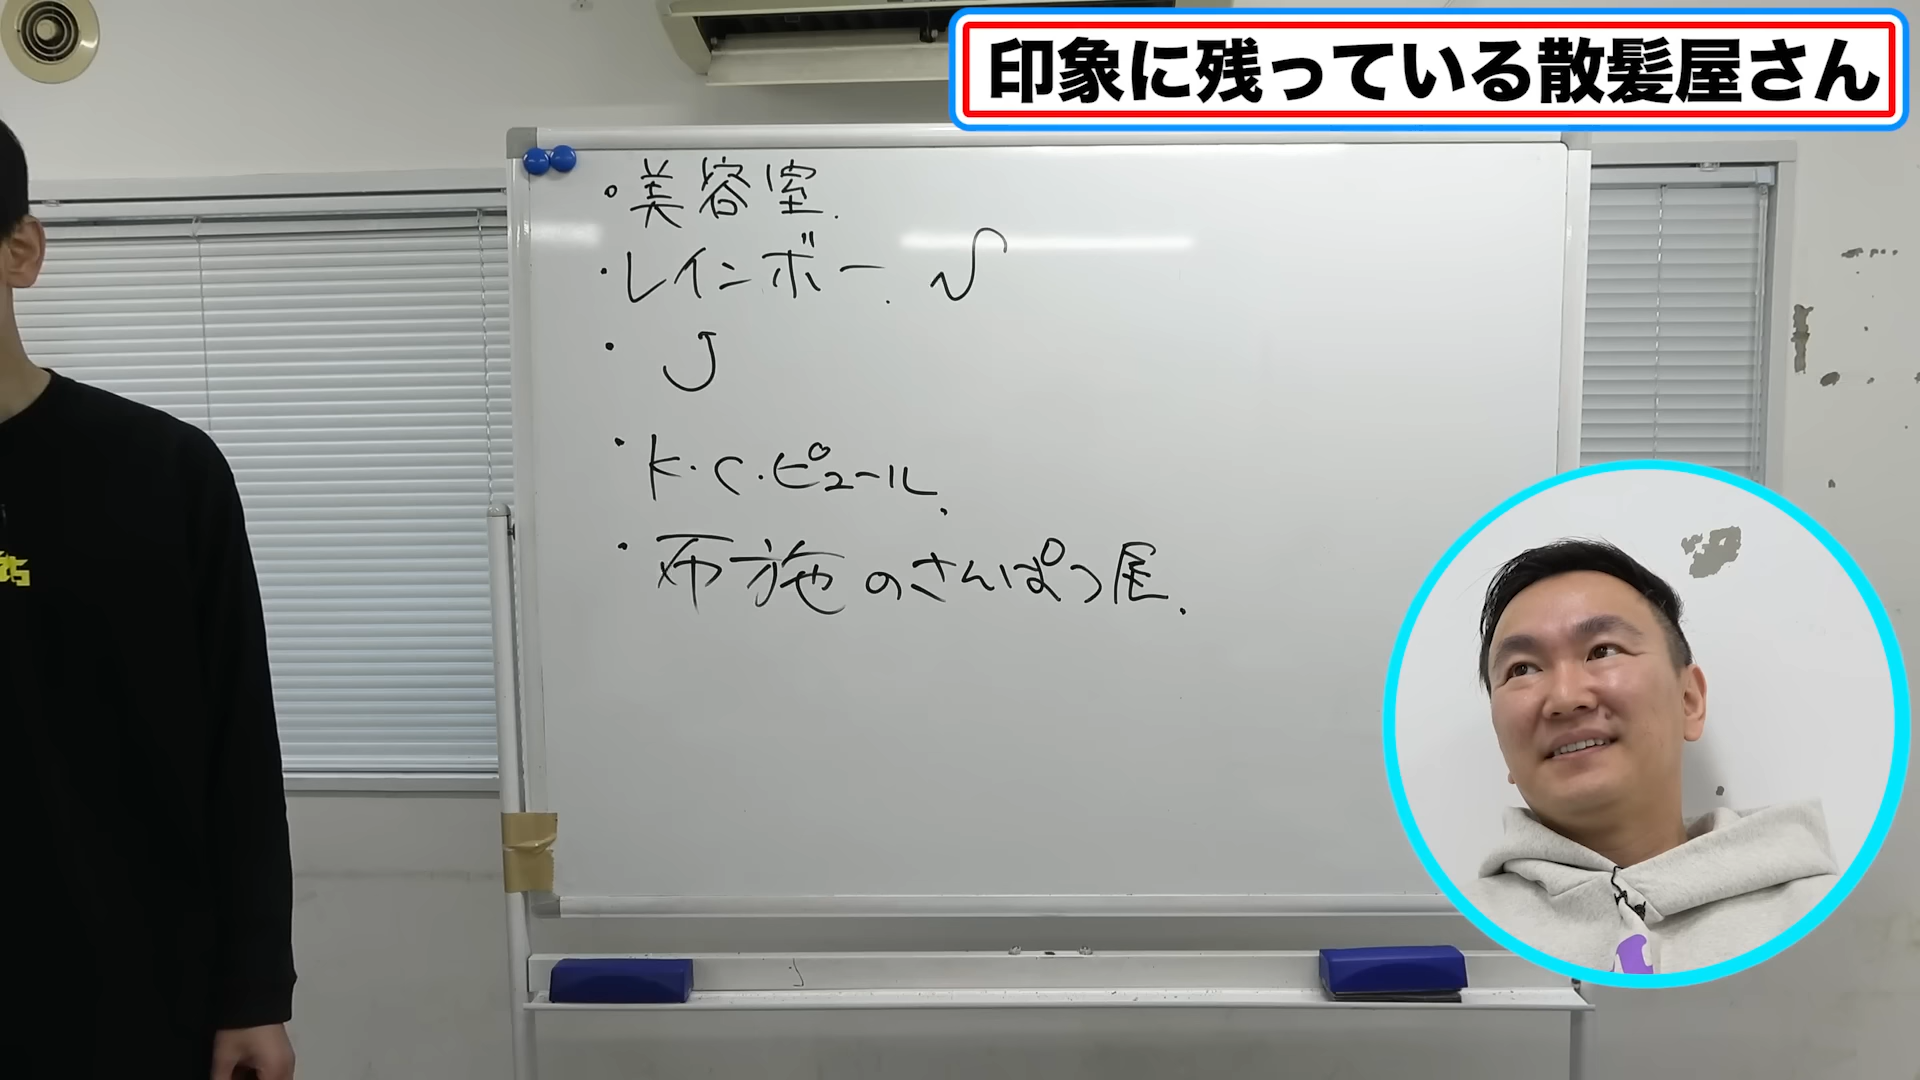 印象に残っている散髪屋さん
・美容室.
・レインボー.
・J
・K.C.ピュール.
・布施のさんぱつ屋.